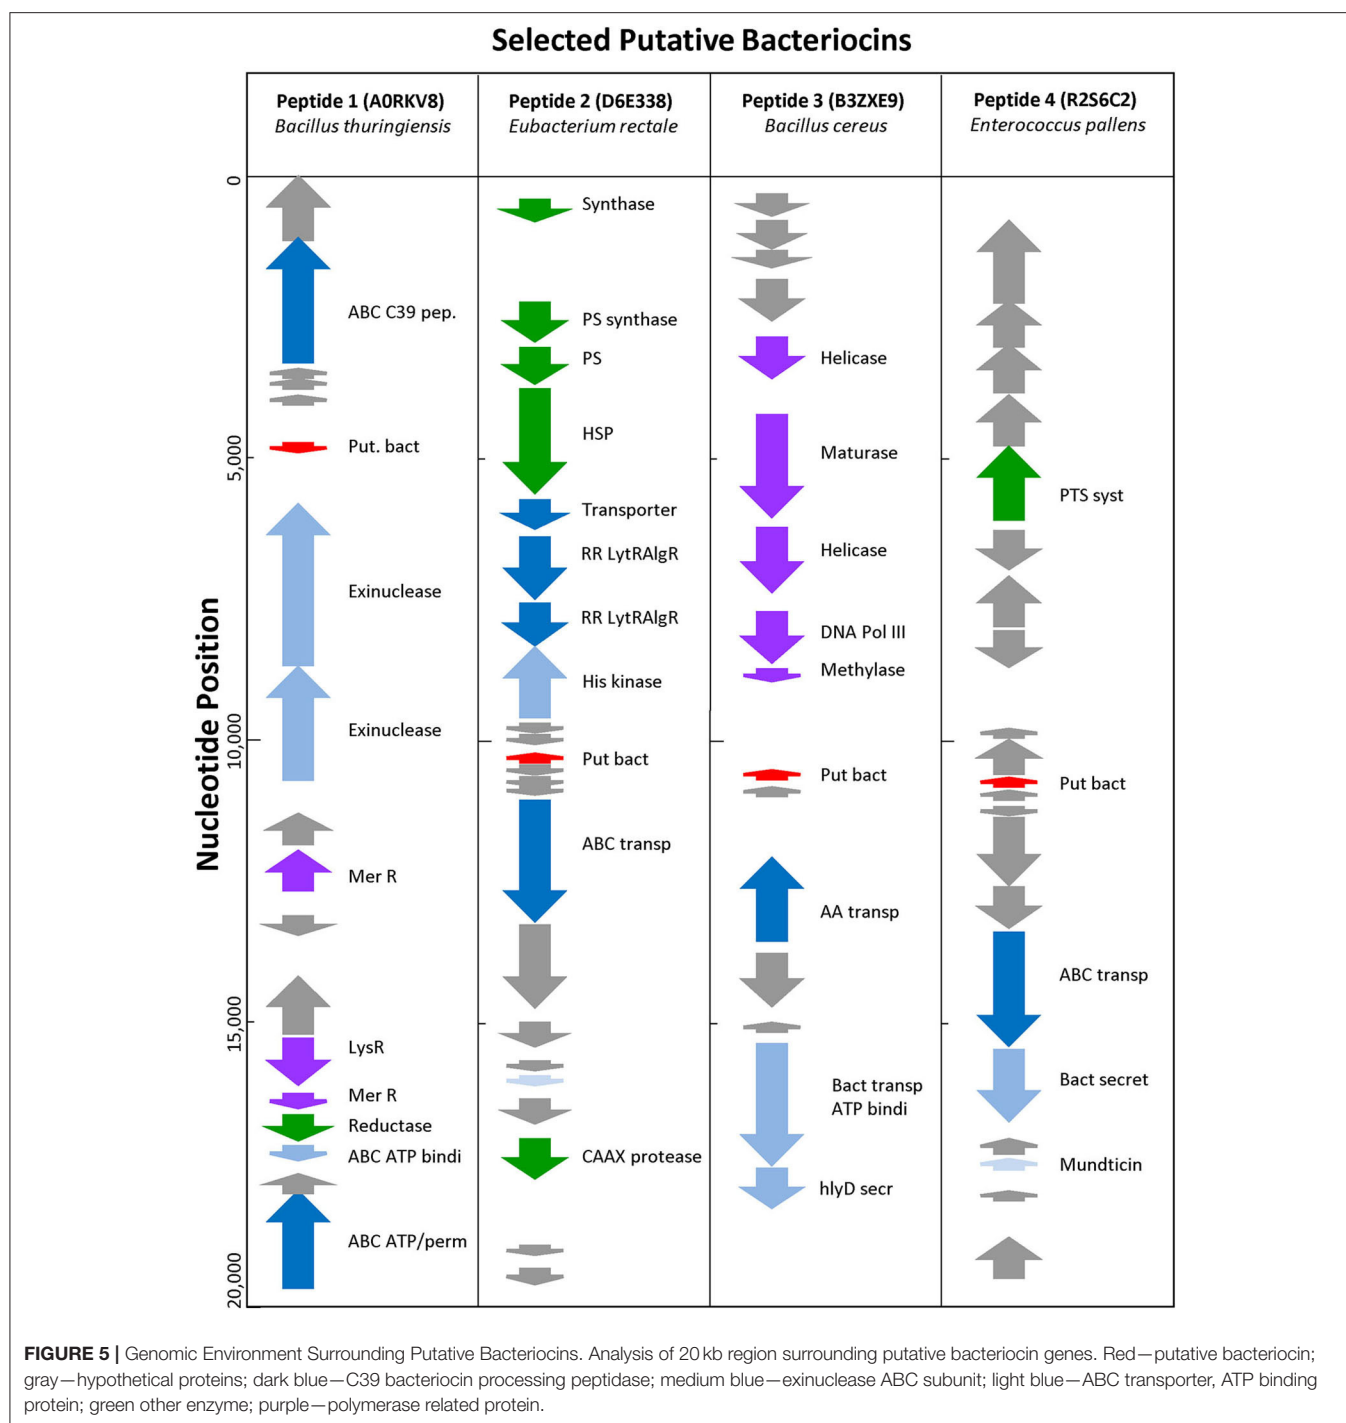 Selected Putative Bacteriocins
Peptide 1 (A0RKV8)
Bacillus thuringiensis
Peptide 2 (D6E338)
Eubacterium rectale
Peptide 3 (B3ZXE9)
Bacillus cereus
Peptide 4 (R2S6C2)
Enterococcus pallens
Nucleotide Position
0
5,000
10,000
15,000
20,000
ABC C39 pep.
Put. bact
Exinuclease
Exinuclease
Mer R
LysR
Mer R
Reductase
ABC ATP bindi
ABC ATP/perm
Synthase
PS synthase
PS
HSP
Transporter
RR LytRAlgR
RR LytRAlgR
His kinase
Put bact
ABC transp
CAAX protease
Helicase
Maturase
Helicase
DNA Pol III
Methylase
Put bact
AA transp
Bact transp
ATP bindi
hlyD secr
PTS syst
Put bact
ABC transp
Bact secret
Mundticin
FIGURE 5 | Genomic Environment Surrounding Putative Bacteriocins. Analysis of 20 kb region surrounding putative bacteriocin genes. Red—putative bacteriocin;
gray—hypothetical proteins; dark blue—C39 bacteriocin processing peptidase; medium blue—exinuclease ABC subunit; light blue—ABC transporter, ATP binding
protein; green other enzyme; purple—polymerase related protein.